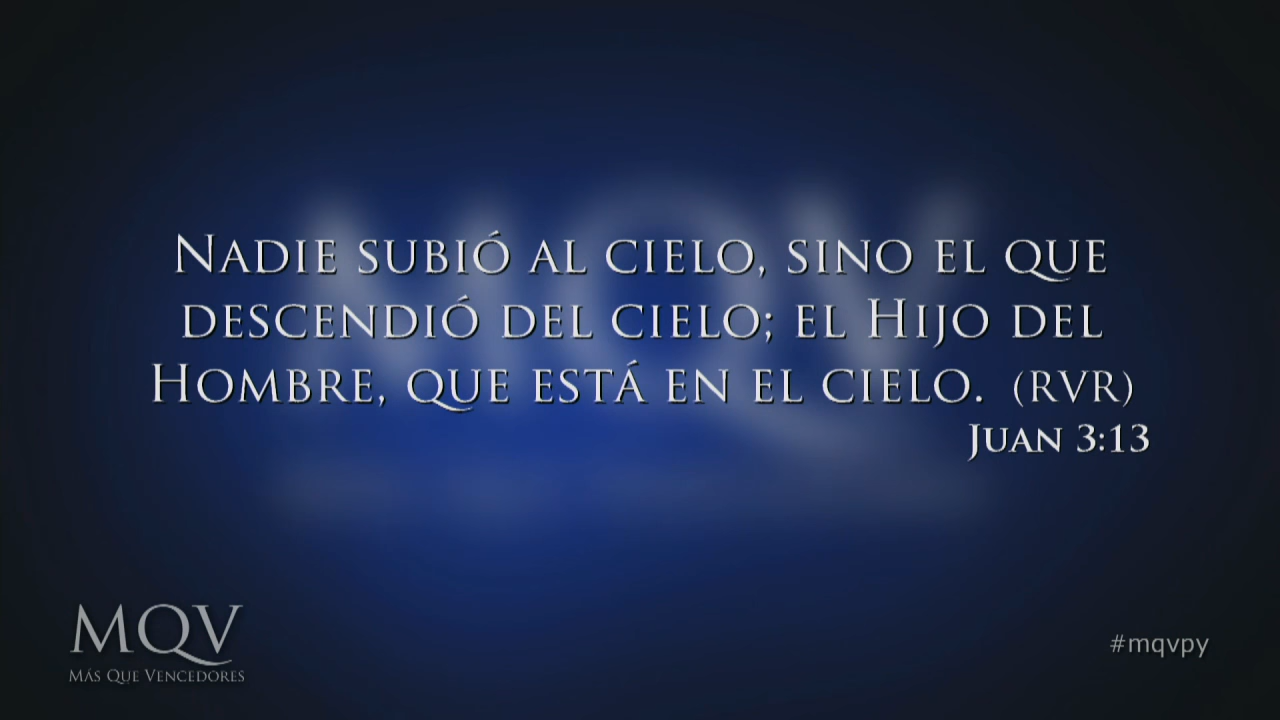 Nadie subió al cielo, sino el que
descendió del cielo; el Hijo del
Hombre, que está en el cielo. (RVR)
Juan 3:13
MQV
Más Que Vencedores
#mqvpy